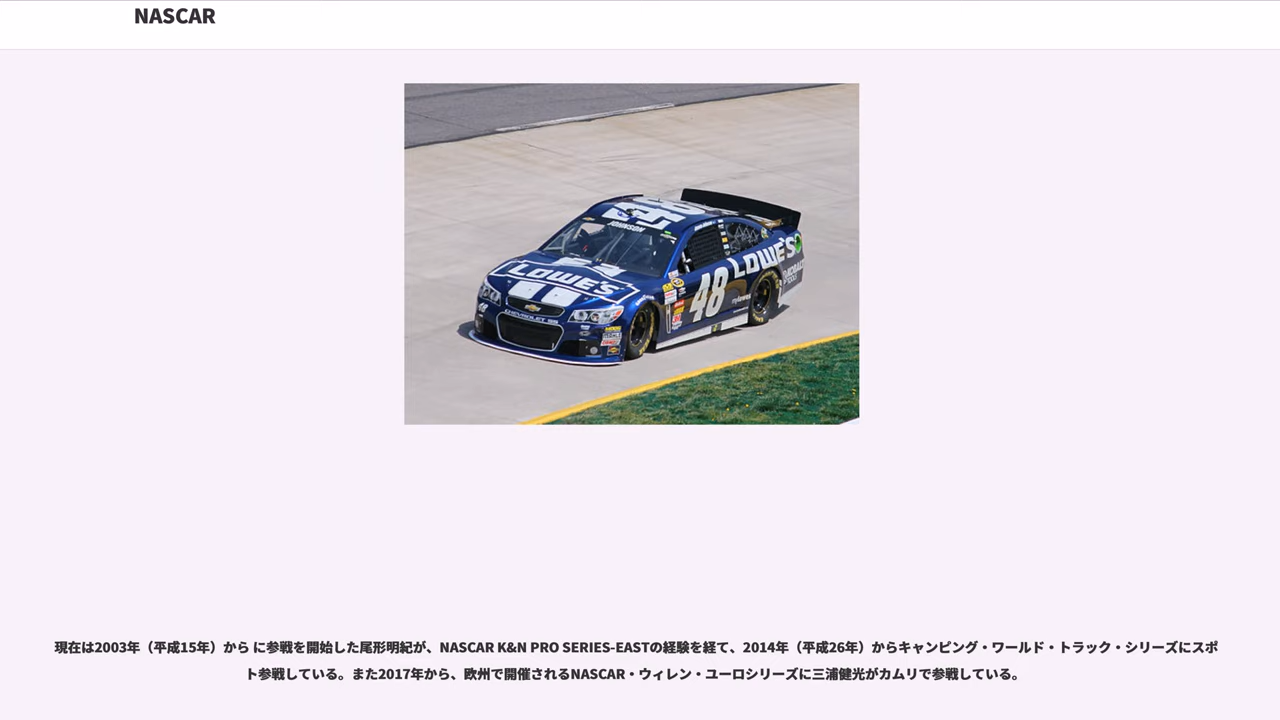 NASCAR
JOHNSON
LOWE'S
LOWE'S
48
CHEVROLET SS
現在は2003年（平成15年）から に参戦を開始した尾形明紀が、NASCAR K&N PRO SERIES-EASTの経験を経て、2014年（平成26年）からキャンピング・ワールド・トラック・シリーズにスポ
ト参戦している。また2017年から、欧州で開催されるNASCAR・ウィレン・ユーロシリーズに三浦健光がカムリで参戦している。